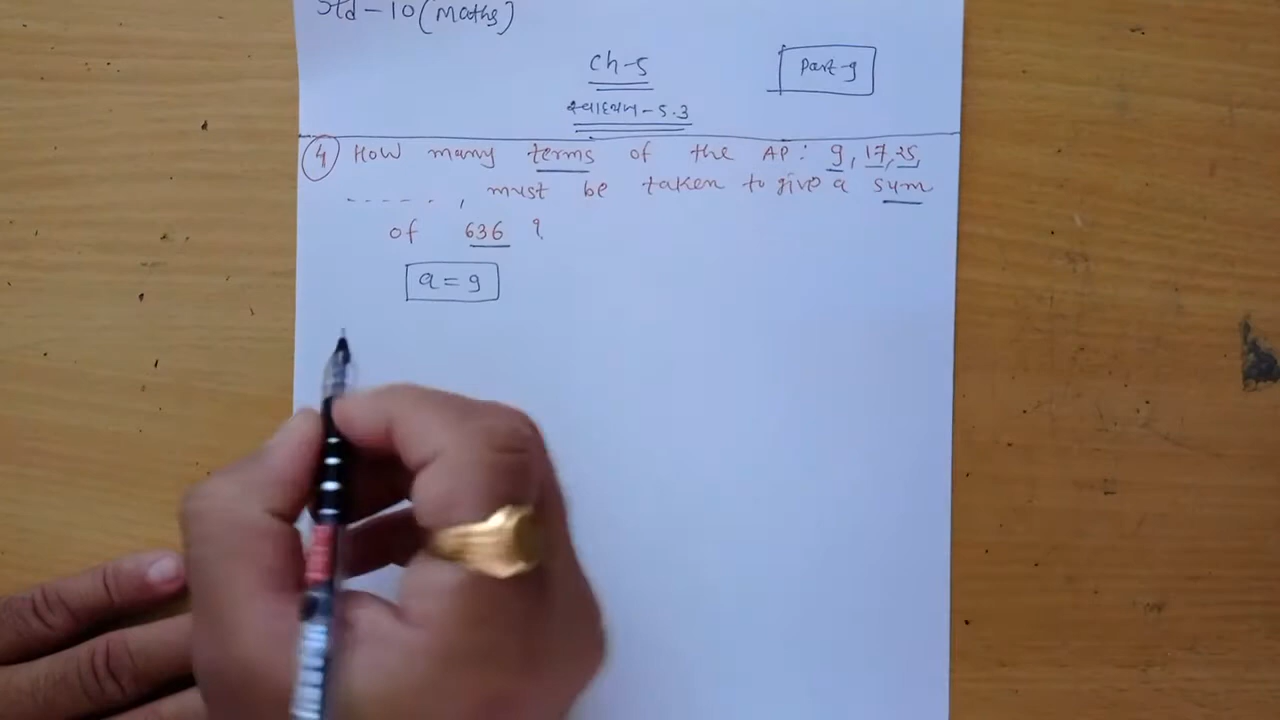 Std-10 (Maths)
Ch-5
Part-9
સ્વાધ્યાય-5.3
4 How many terms of the AP: 9, 17, 25,
....., must be taken to give a sum
of 636 ?
a = 9